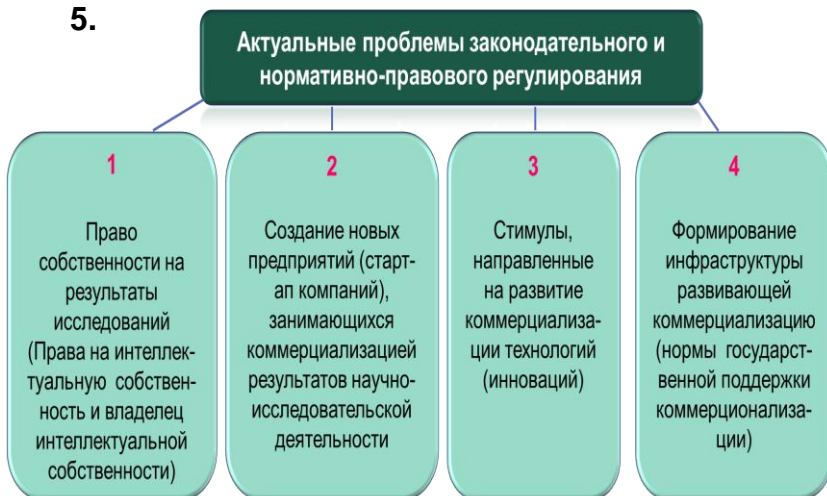 5.
Актуальные проблемы законодательного и
нормативно-правового регулирования
1
Право
собственности на
результаты
исследований
(Права на интеллек-
туальную собствен-
ность и владелец
интеллектуальной
собственности)
2
Создание новых
предприятий (старт-
ап компаний),
занимающихся
коммерциализацией
результатов научно-
исследовательской
деятельности
3
Стимулы,
направленные
на развитие
коммерциализа-
ции технологий
(инноваций)
4
Формирование
инфраструктуры
развивающей
коммерциализацию
(нормы государст-
венной поддержки
коммерционализа-
ции)